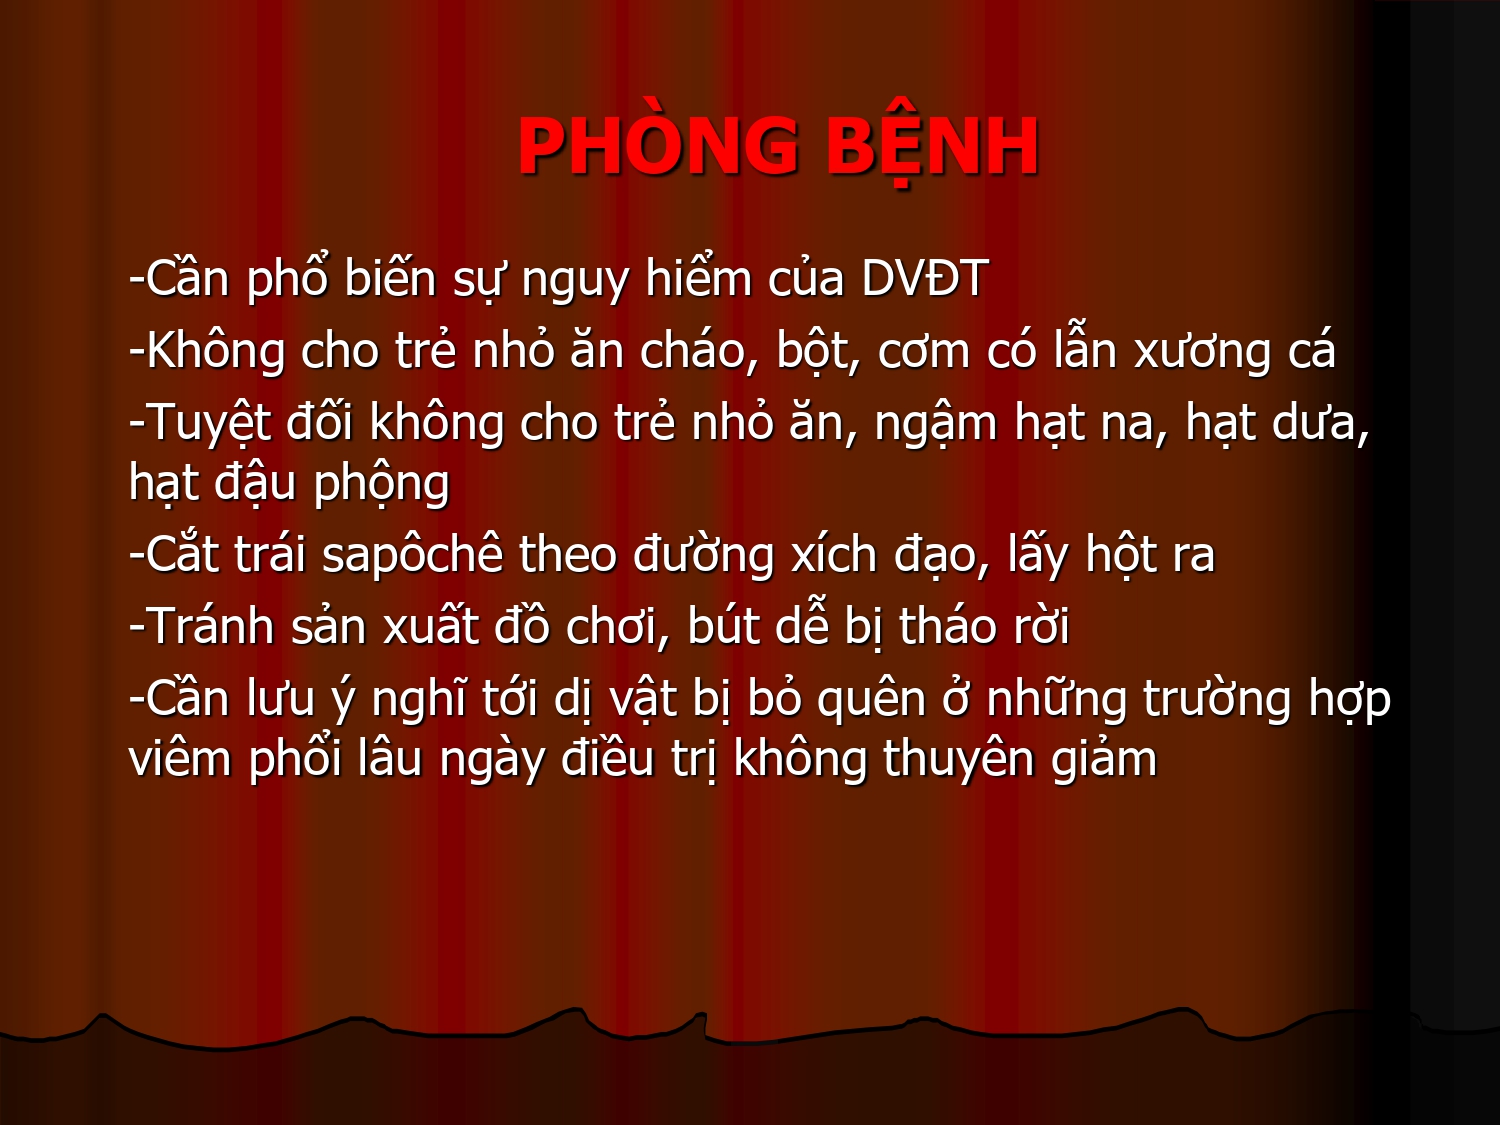 PHÒNG BỆNH
-Cần phổ biến sự nguy hiểm của DVĐT
-Không cho trẻ nhỏ ăn cháo, bột, cơm có lẫn xương cá
-Tuyệt đối không cho trẻ nhỏ ăn, ngậm hạt na, hạt dưa,
hạt đậu phộng
-Cắt trái sapôchê theo đường xích đạo, lấy hột ra
-Tránh sản xuất đồ chơi, bút dễ bị tháo rời
-Cần lưu ý nghĩ tới dị vật bị bỏ quên ở những trường hợp
viêm phổi lâu ngày điều trị không thuyên giảm